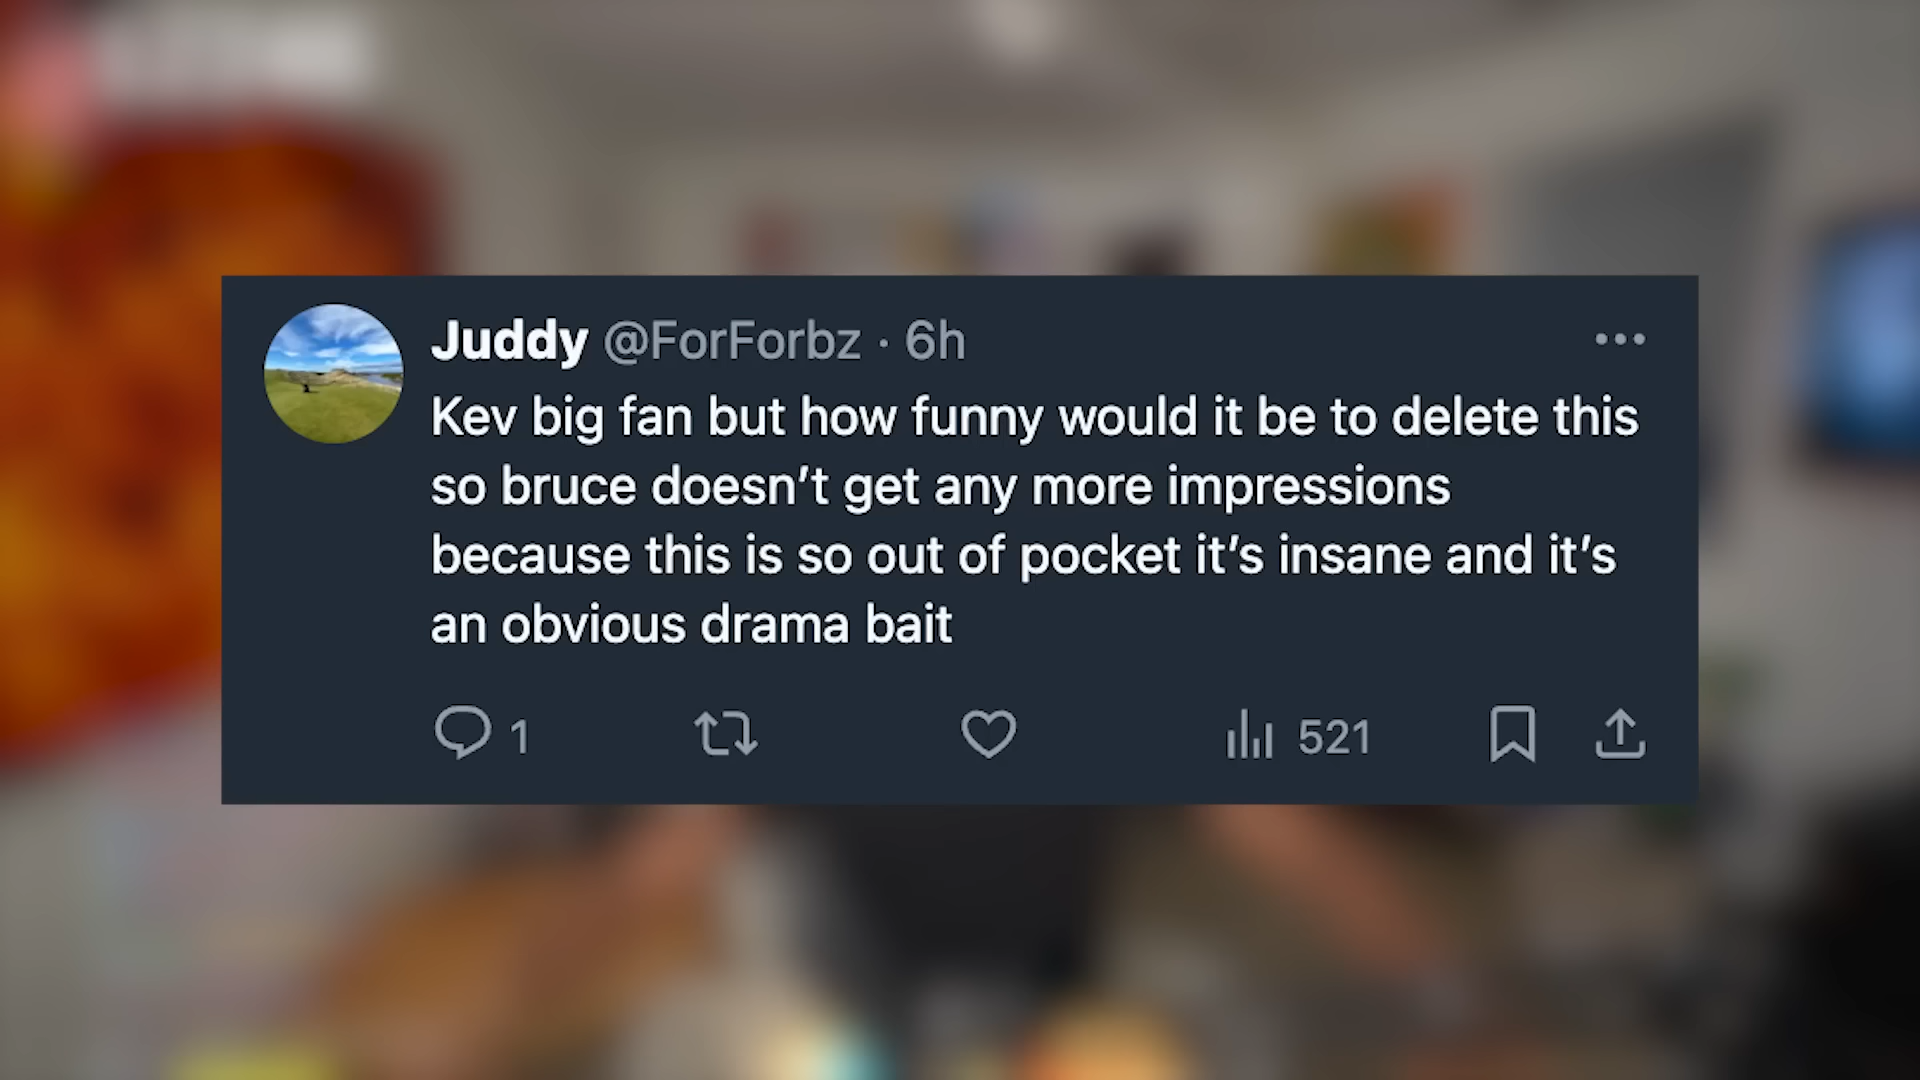 Juddy @ForForbz · 6h
Kev big fan but how funny would it be to delete this
so bruce doesn’t get any more impressions
because this is so out of pocket it’s insane and it’s
an obvious drama bait
1 521